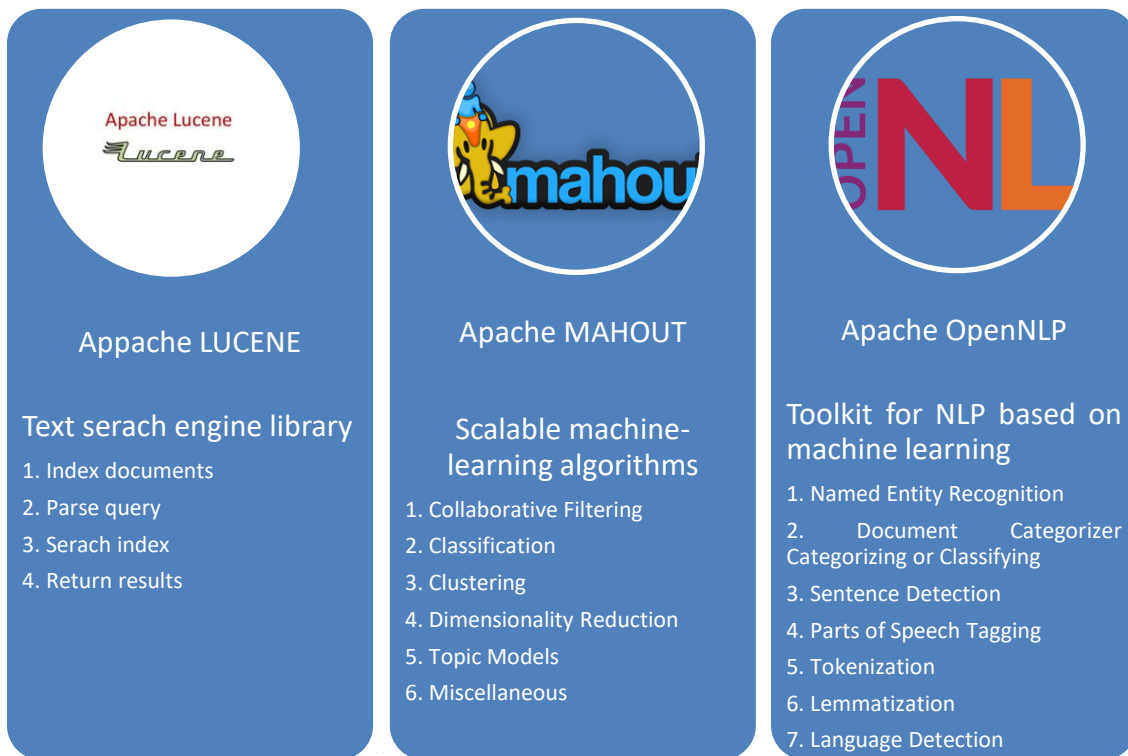 Apache Lucene
Lucene
Appache LUCENE
Text serach engine library
1. Index documents
2. Parse query
3. Serach index
4. Return results
mahou
Apache MAHOUT
Scalable machine-
learning algorithms
1. Collaborative Filtering
2. Classification
3. Clustering
4. Dimensionality Reduction
5. Topic Models
6. Miscellaneous
OPEN
NL
Apache OpenNLP
Toolkit for NLP based on
machine learning
1. Named Entity Recognition
2. Document Categorizer
Categorizing or Classifying
3. Sentence Detection
4. Parts of Speech Tagging
5. Tokenization
6. Lemmatization
7. Language Detection